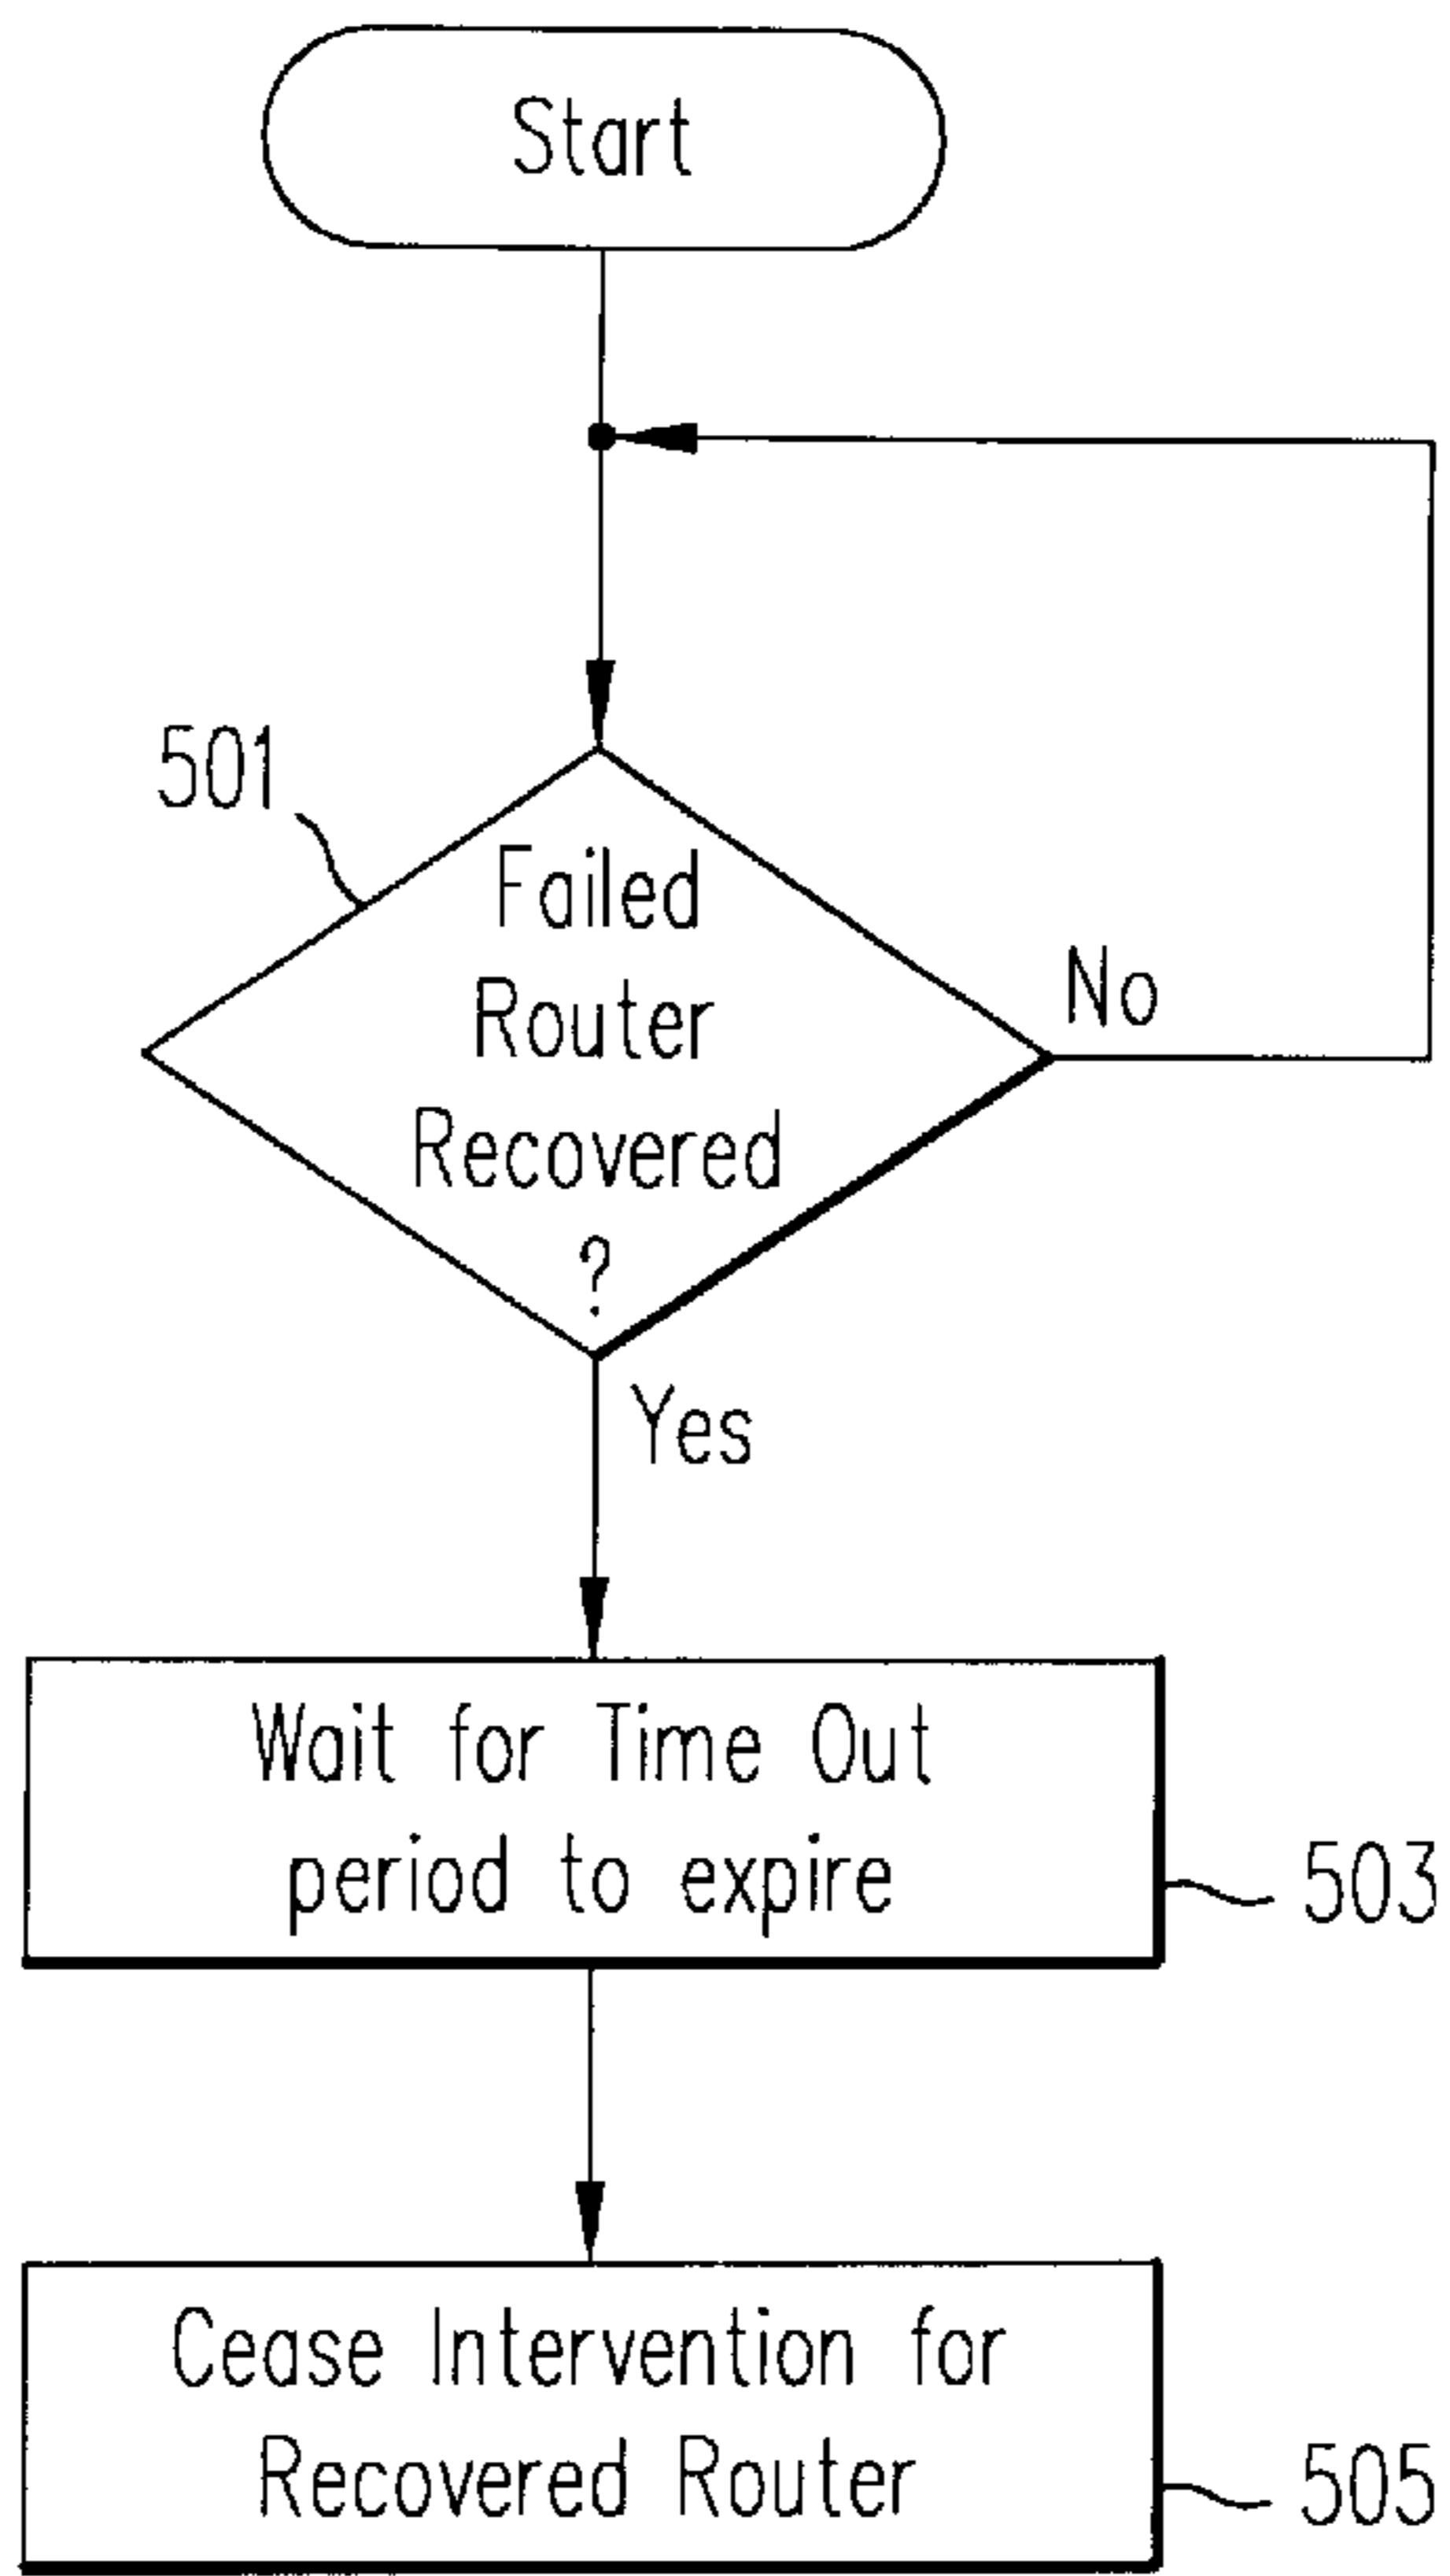 Start
501
Failed
Router
Recovered
?
No
Yes
Wait for Time Out
period to expire
503
Cease Intervention for
Recovered Router
505